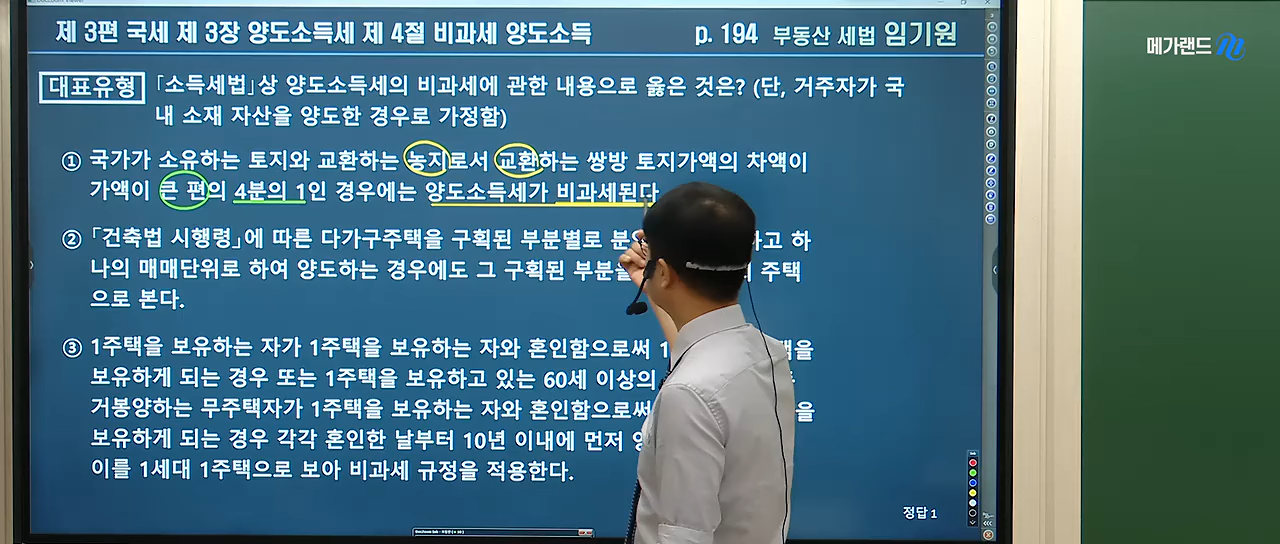 제 3편 국세 제 3장 양도소득세 제 4절 비과세 양도소득 p. 194 부동산 세법 임기원
메가랜드
대표유형 「소득세법」상 양도소득세의 비과세에 관한 내용으로 옳은 것은? (단, 거주자가 국
내 소재 자산을 양도한 경우로 가정함)
① 국가가 소유하는 토지와 교환하는 농지로서 교환하는 쌍방 토지가액의 차액이
가액이 큰 편의 4분의 1인 경우에는 양도소득세가 비과세된다
② 「건축법 시행령」에 따른 다가구주택을 구획된 부분별로 하고 하
나의 매매단위로 하여 양도하는 경우에도 그 구획된 주택
으로 본다.
③ 1주택을 보유하는 자가 1주택을 보유하는 자와 혼인함으로써
보유하게 되는 경우 또는 1주택을 보유하고 있는 60세 이상의
거봉양하는 무주택자가 1주택을 보유하는 자와 혼인함으로써 을
보유하게 되는 경우 각각 혼인한 날부터 10년 이내에 먼저
이를 1세대 1주택으로 보아 비과세 규정을 적용한다.
정답 1